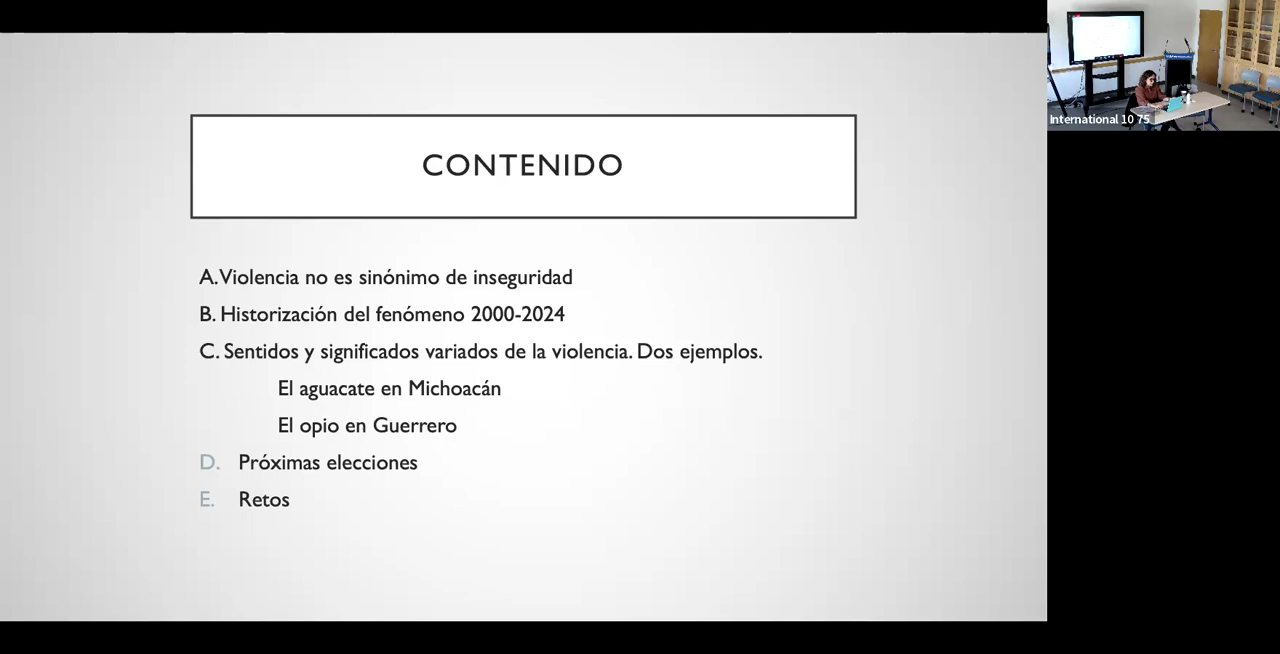 CONTENIDO
A. Violencia no es sinónimo de inseguridad
B. Historización del fenómeno 2000-2024
C. Sentidos y significados variados de la violencia. Dos ejemplos.
El aguacate en Michoacán
El opio en Guerrero
D. Próximas elecciones
E. Retos
International 10 75